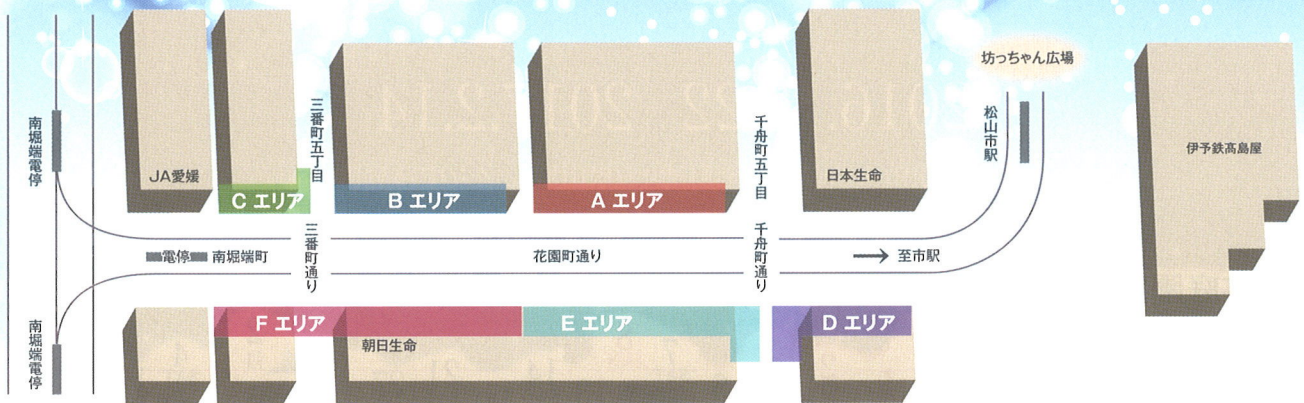 坊っちゃん広場
南堀端電停
三番町五丁目
千舟町五丁目
松山市駅
伊予鉄髙島屋
JA愛媛
日本生命
C エリア
B エリア
A エリア
三番町通り
千舟町通り
電停
南堀端町
花園町通り
至市駅
南堀端電停
F エリア
E エリア
D エリア
朝日生命